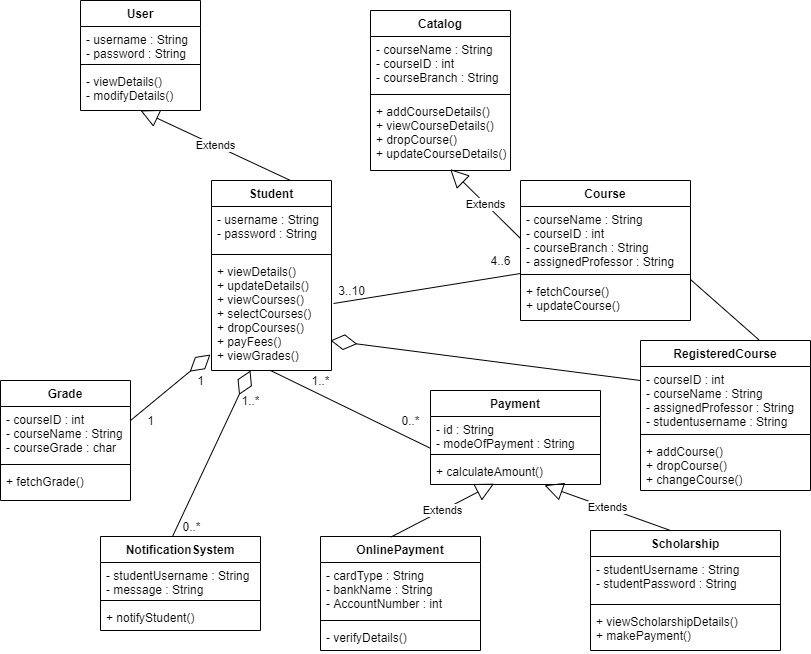 User
- username : String
- password : String
- viewDetails()
- modifyDetails()
Extends
Catalog
- courseName : String
- courseID : int
- courseBranch : String
+ addCourseDetails()
+ viewCourseDetails()
+ dropCourse()
+ updateCourseDetails()
Extends
Student
- username : String
- password : String
+ viewDetails()
+ updateDetails()
+ viewCourses()
+ selectCourses()
+ dropCourses()
+ payFees()
+ viewGrades()
Course
- courseName : String
- courseID : int
- courseBranch : String
- assignedProfessor : String
+ fetchCourse()
+ updateCourse()
4..6
3..10
RegisteredCourse
- courseID : int
- courseName : String
- assignedProfessor : String
- studentusername : String
+ addCourse()
+ dropCourse()
+ changeCourse()
Grade
- courseID : int
- courseName : String
- courseGrade : char
+ fetchGrade()
1
1
1..*
1..*
0..*
Payment
- id : String
- modeOfPayment : String
+ calculateAmount()
Extends
Extends
0..*
NotificationSystem
- studentUsername : String
- message : String
+ notifyStudent()
OnlinePayment
- cardType : String
- bankName : String
- AccountNumber : int
- verifyDetails()
Scholarship
- studentUsername : String
- studentPassword : String
+ viewScholarshipDetails()
+ makePayment()